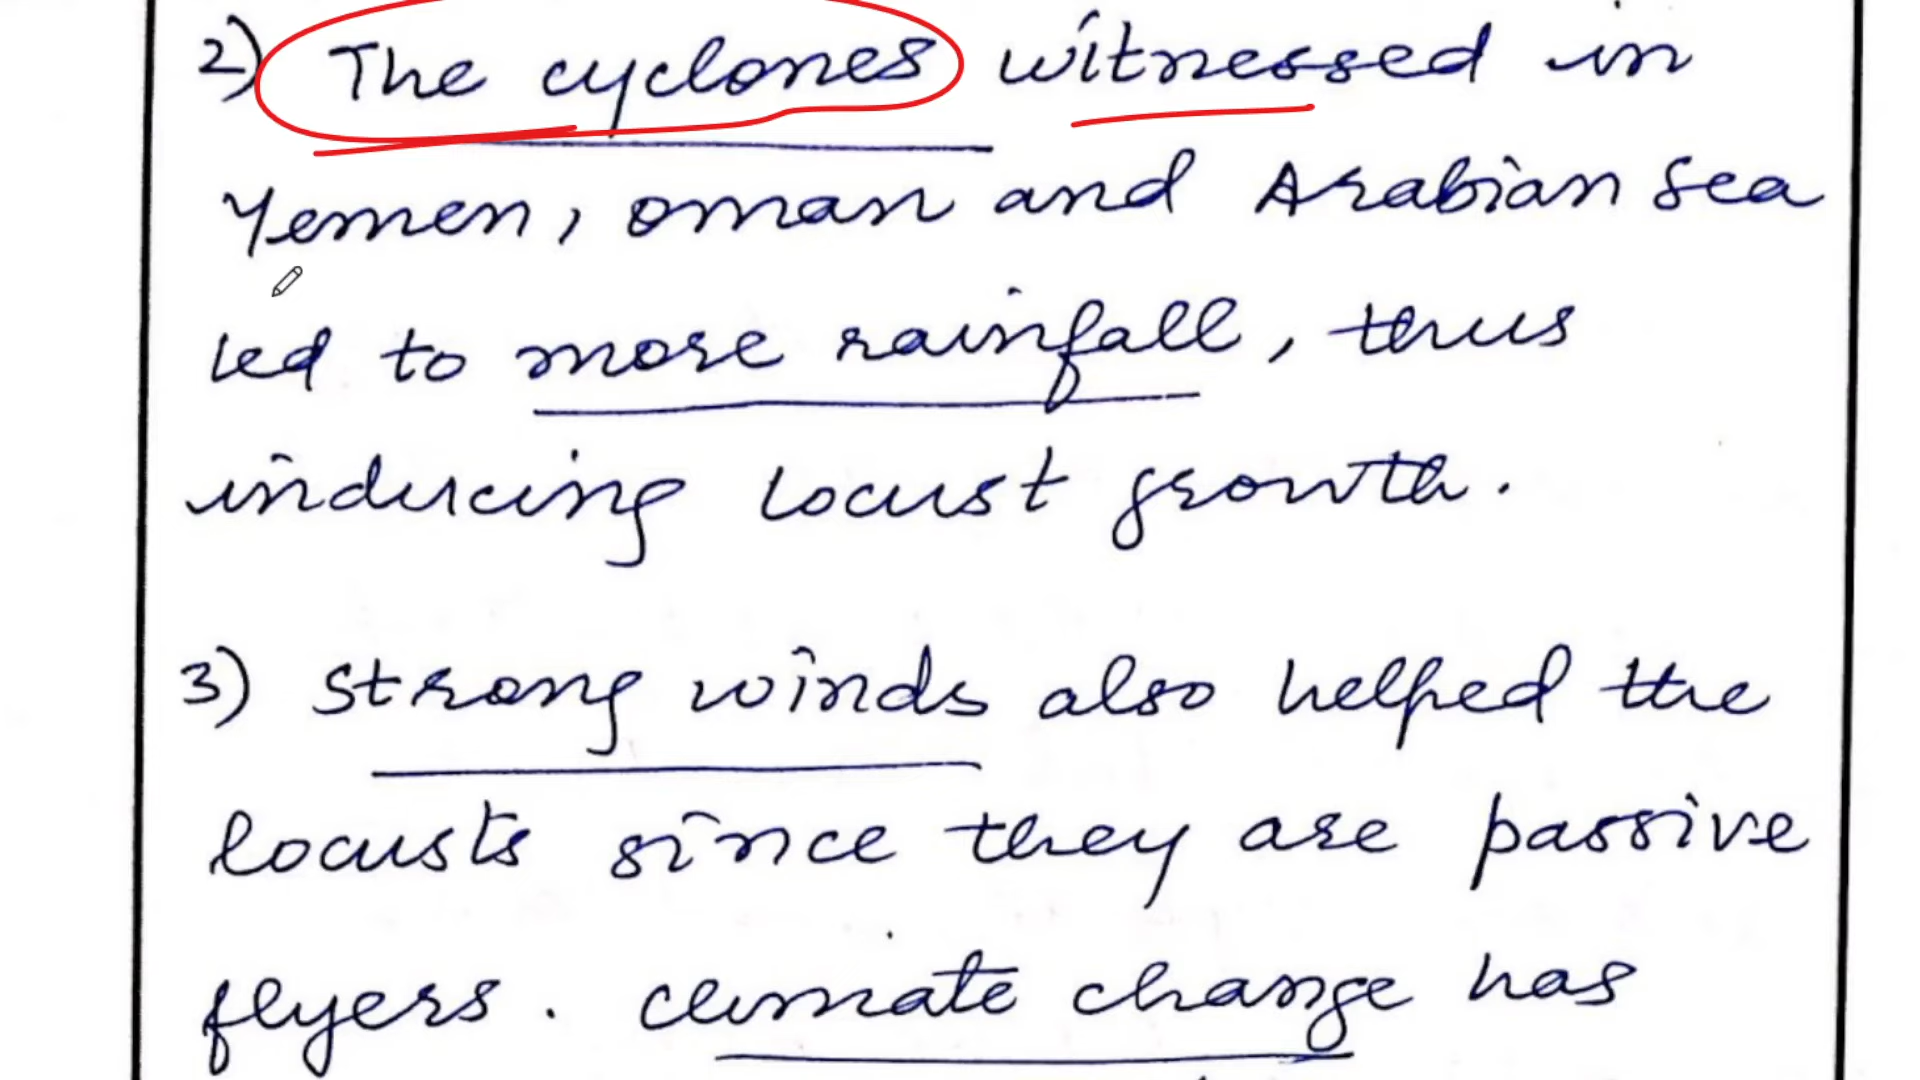 2) The cyclones witnessed in
Yemen, oman and Arabian Sea
led to more rainfall, thus
inducing locust growth.
3) Strong winds also helped the
locusts since they are passive
flyers. climate change has